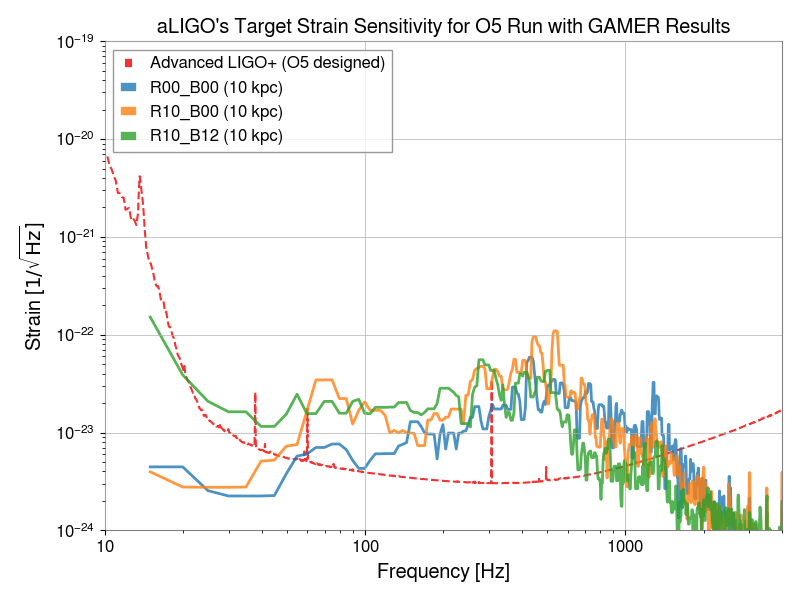 aLIGO's Target Strain Sensitivity for O5 Run with GAMER Results
Advanced LIGO+ (O5 designed)
R00_B00 (10 kpc)
R10_B00 (10 kpc)
R10_B12 (10 kpc)
Strain [1/√Hz]
10⁻¹⁹
10⁻²⁰
10⁻²¹
10⁻²²
10⁻²³
10⁻²⁴
10
100
1000
Frequency [Hz]